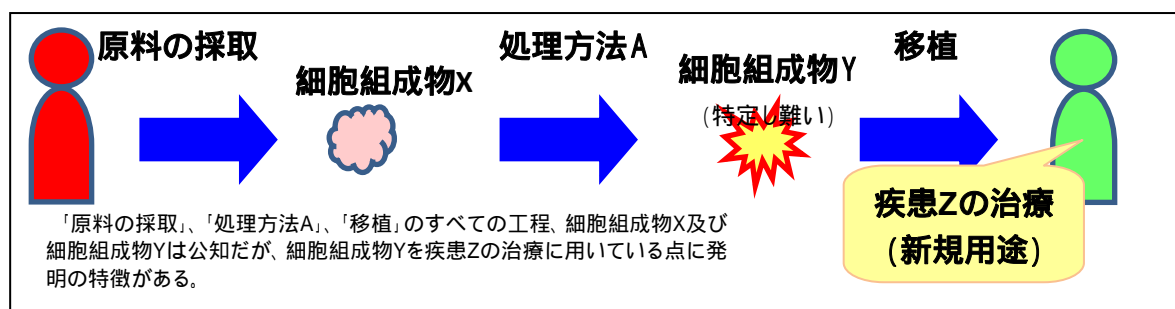 原料の採取
処理方法A
移植
細胞組成物X
細胞組成物Y
(特定し難い)
疾患Zの治療
(新規用途)
「原料の採取」、「処理方法A」、「移植」のすべての工程、細胞組成物X及び
細胞組成物Yは公知だが、細胞組成物Yを疾患Zの治療に用いている点に発
明の特徴がある。